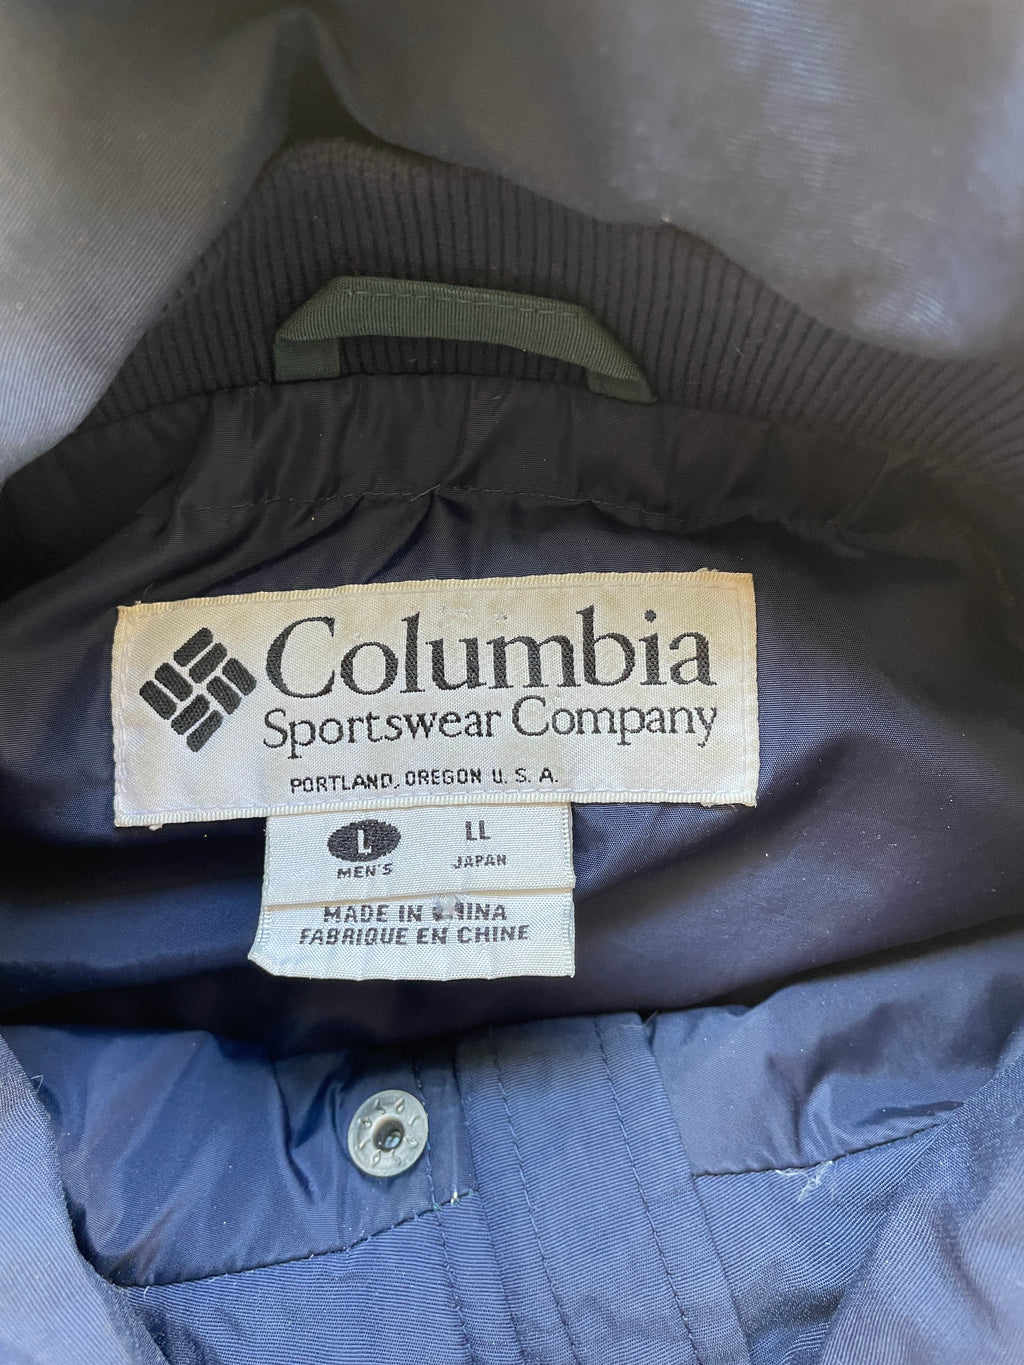 Columbia
Sportswear Company
PORTLAND, OREGON U. S. A.
L LL
MEN'S JAPAN
MADE IN CHINA
FABRIQUE EN CHINE